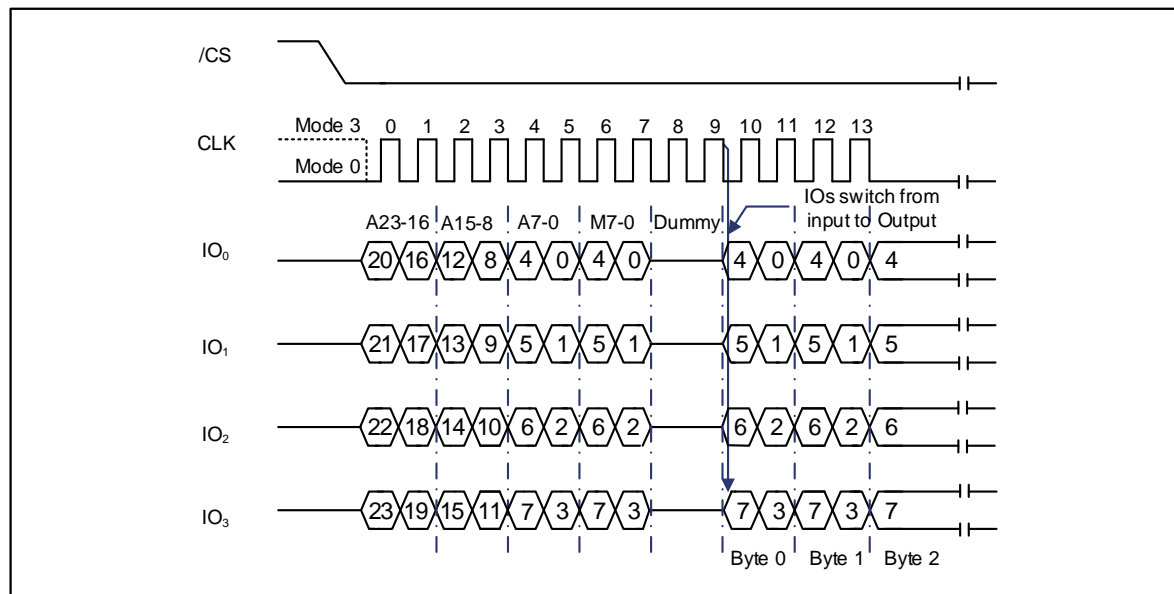 /CS
Mode 3 0 1 2 3 4 5 6 7 8 9 10 11 12 13
CLK
Mode 0
IOs switch from
input to Output
A23-16 A15-8 A7-0 M7-0 Dummy
IO₀ 20 16 12 8 4 0 4 0 4 0 4 0 4
IO₁ 21 17 13 9 5 1 5 1 5 1 5 1 5
IO₂ 22 18 14 10 6 2 6 2 6 2 6 2 6
IO₃ 23 19 15 11 7 3 7 3 7 3 7 3 7
Byte 0 Byte 1 Byte 2